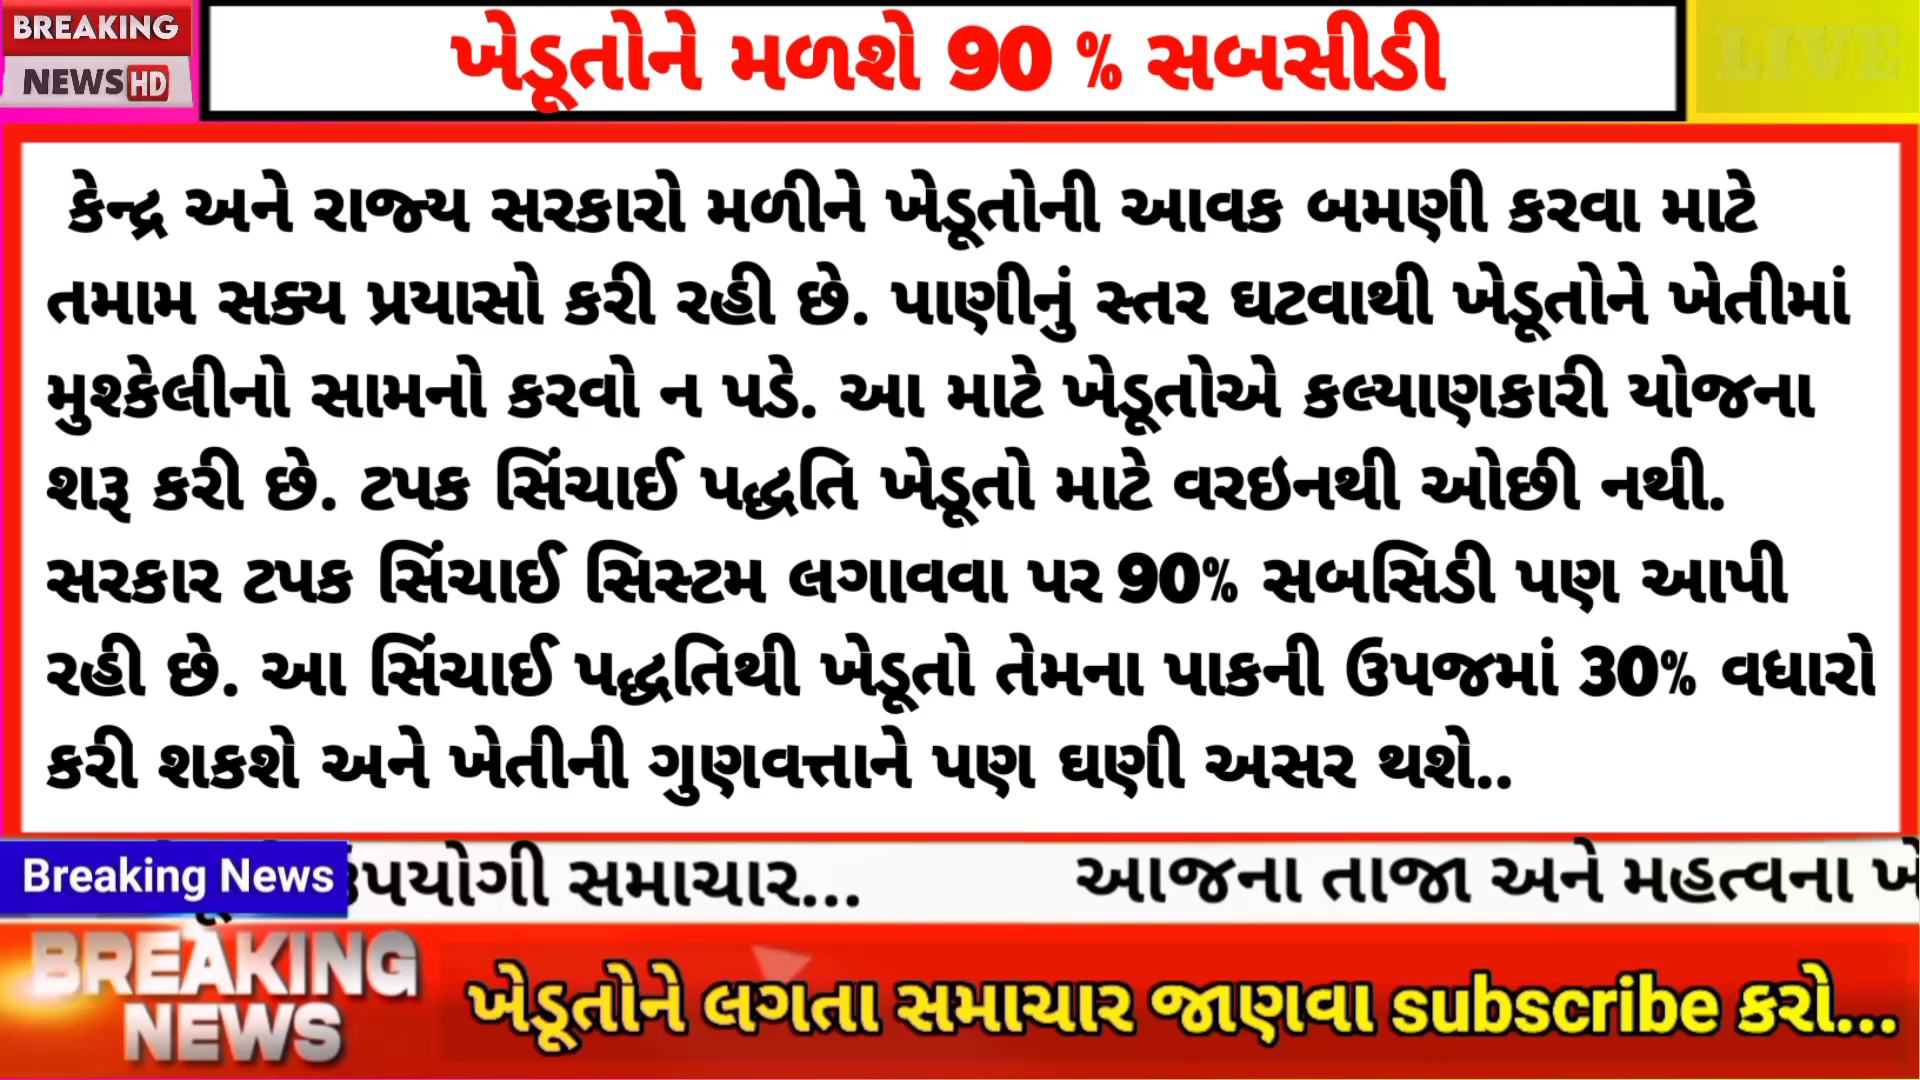 BREAKING
NEWS HD
ખેડૂતોને મળશે 90 % સબસીડી
LIVE
કેન્દ્ર અને રાજ્ય સરકારો મળીને ખેડૂતોની આવક બમણી કરવા માટે
તમામ સક્ય પ્રયાસો કરી રહી છે. પાણીનું સ્તર ઘટવાથી ખેડૂતોને ખેતીમાં
મુશ્કેલીનો સામનો કરવો ન પડે. આ માટે ખેડૂતોએ કલ્યાણકારી યોજના
શરૂ કરી છે. ટપક સિંચાઈ પદ્ધતિ ખેડૂતો માટે વરઇનથી ઓછી નથી.
સરકાર ટપક સિંચાઈ સિસ્ટમ લગાવવા પર 90% સબસિડી પણ આપી
રહી છે. આ સિંચાઈ પદ્ધતિથી ખેડૂતો તેમના પાકની ઉપજમાં 30% વધારો
કરી શકશે અને ખેતીની ગુણવત્તાને પણ ઘણી અસર થશે..
Breaking News ઉપયોગી સમાચાર... આજના તાજા અને મહત્વના
BREAKING
NEWS
ખેડૂતોને લગતા સમાચાર જાણવા subscribe કરો...